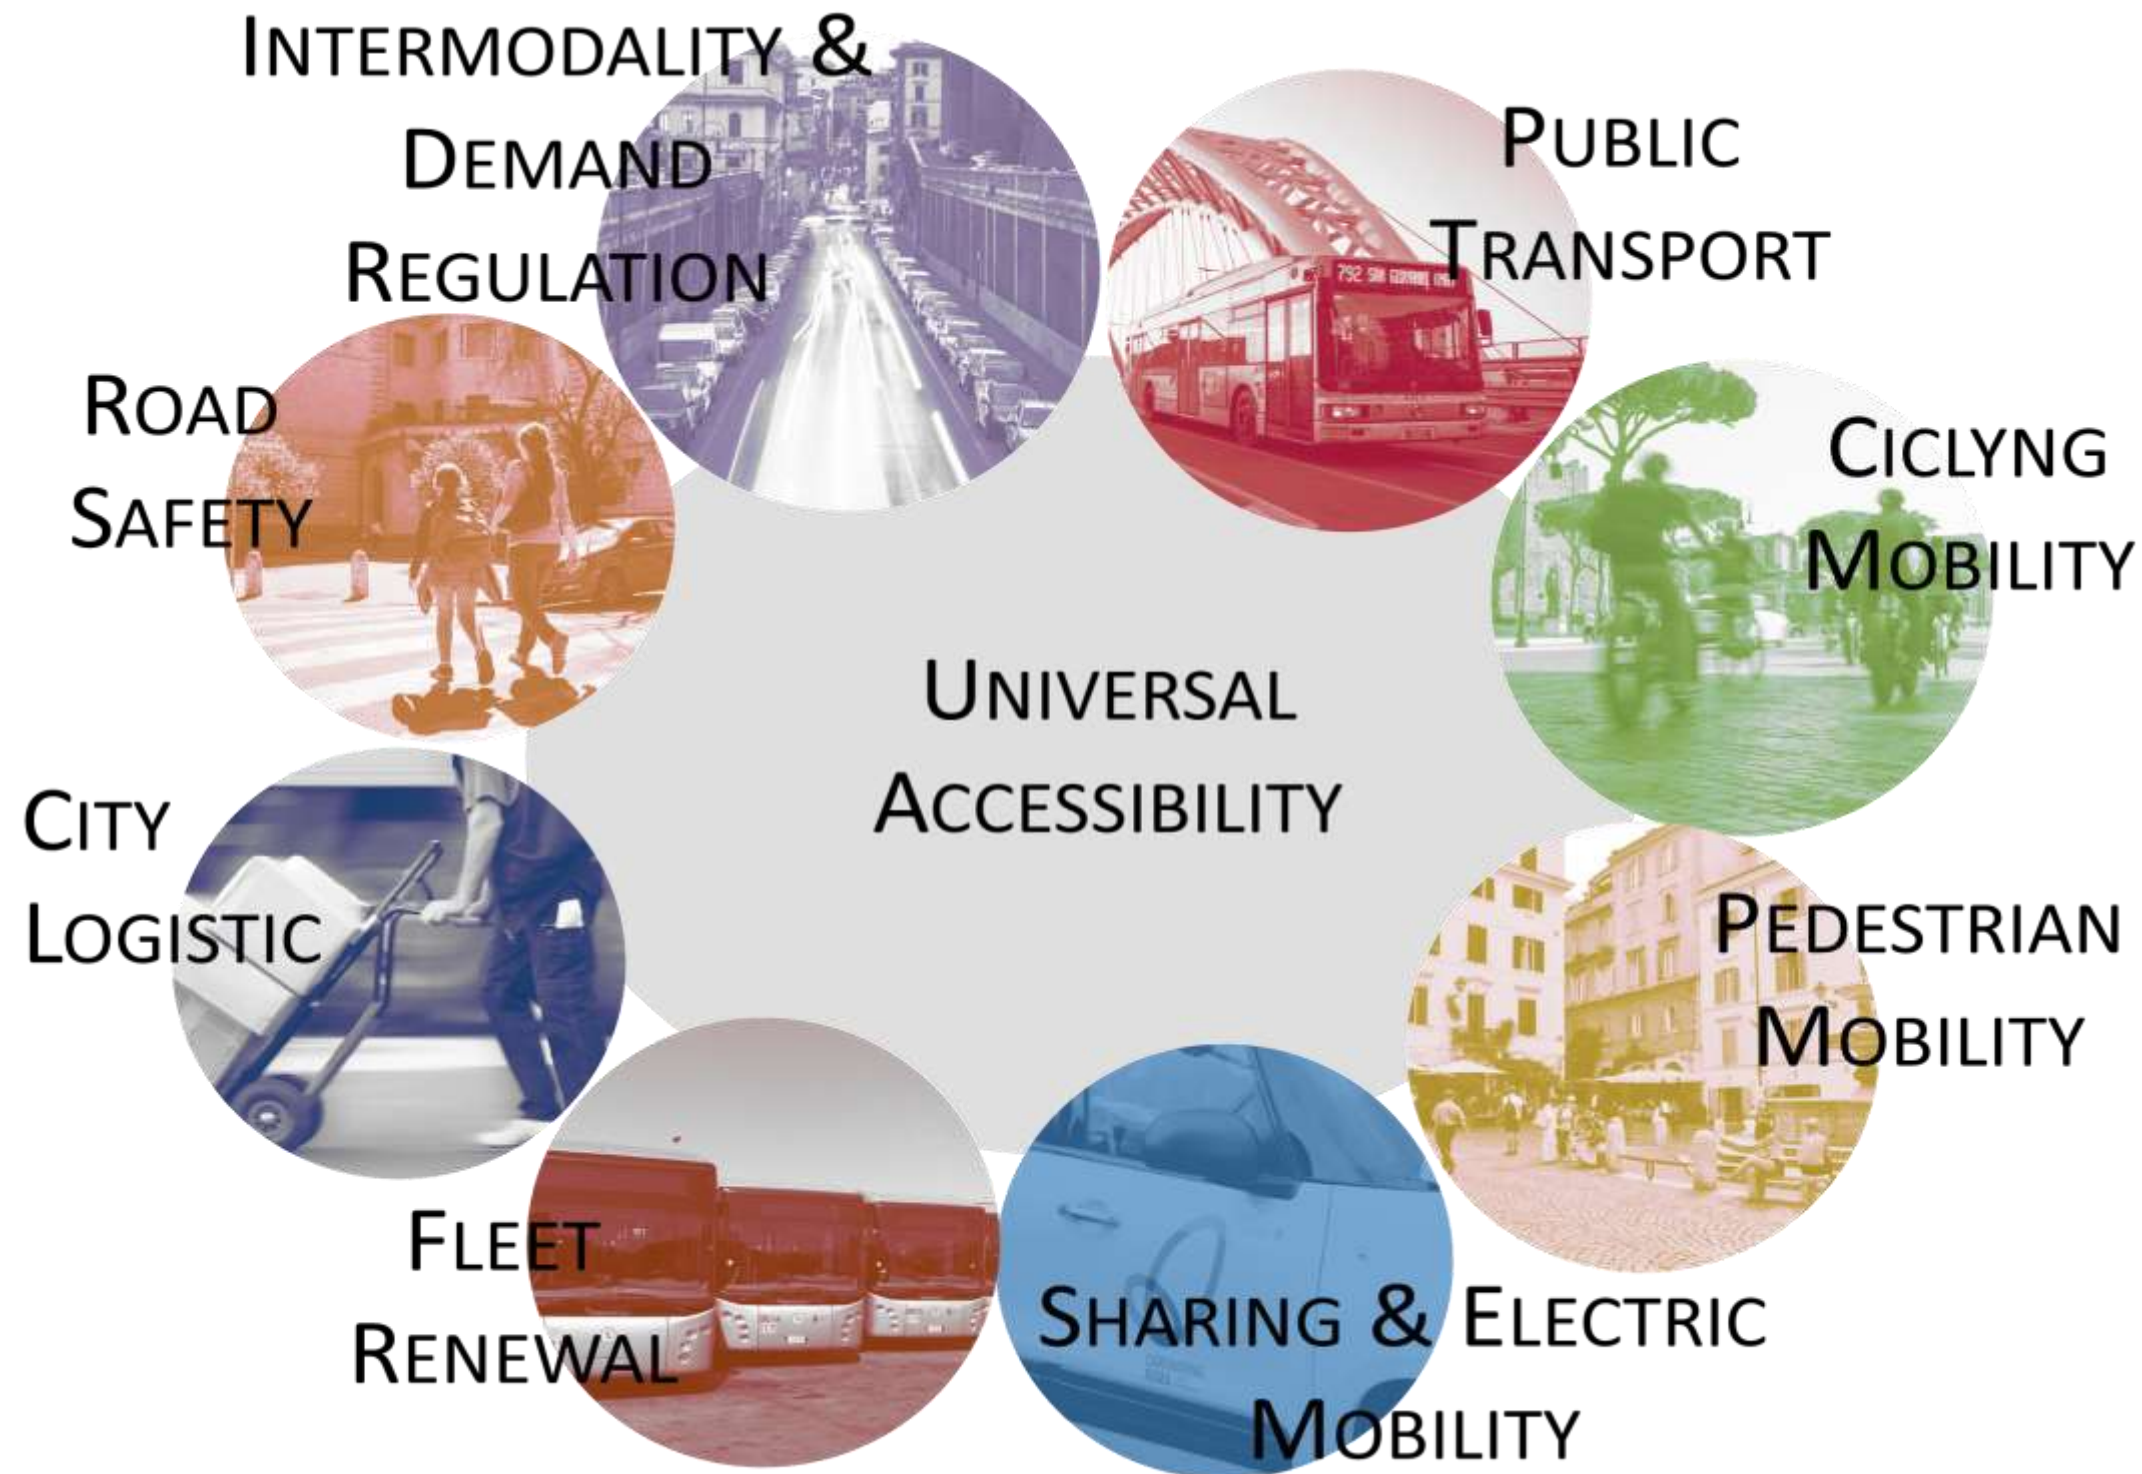 INTERMODALITY &
DEMAND
REGULATION
PUBLIC
TRANSPORT
ROAD
SAFETY
CICLYNG
MOBILITY
UNIVERSAL
ACCESSIBILITY
CITY
LOGISTIC
PEDESTRIAN
MOBILITY
FLEET
RENEWAL
SHARING & ELECTRIC
MOBILITY
792